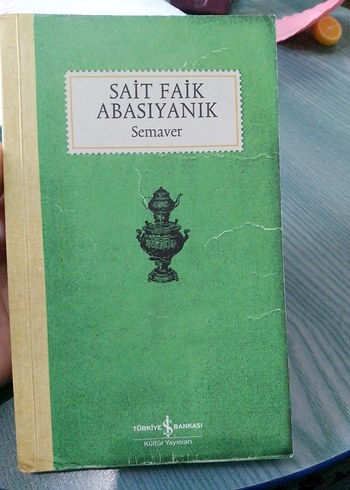 SAİT FAİK
ABASIYANIK
Semaver
TÜRKİYE İŞ BANKASI
Kültür Yayınları